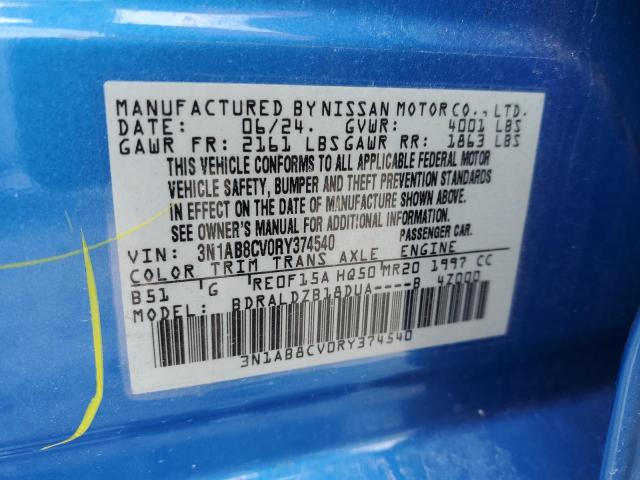 MANUFACTURED BY NISSAN MOTOR CO., LTD.
DATE: 06/24. GVWR: 4001 LBS
GAWR FR: 2161 LBS GAWR RR: 1863 LBS
THIS VEHICLE CONFORMS TO ALL APPLICABLE FEDERAL MOTOR
VEHICLE SAFETY, BUMPER AND THEFT PREVENTION STANDARDS
IN EFFECT ON THE DATE OF MANUFACTURE SHOWN ABOVE.
SEE OWNER'S MANUAL FOR ADDITIONAL INFORMATION.
VIN: 3N1AB8CV0RY374540 PASSENGER CAR.
COLOR TRIM TRANS AXLE ENGINE
B51 G RE0F15A HQ50 MR20 1997 CC
MODEL: BDRALDZB18DUA----B 4Z000
3N1AB8CV0RY374540